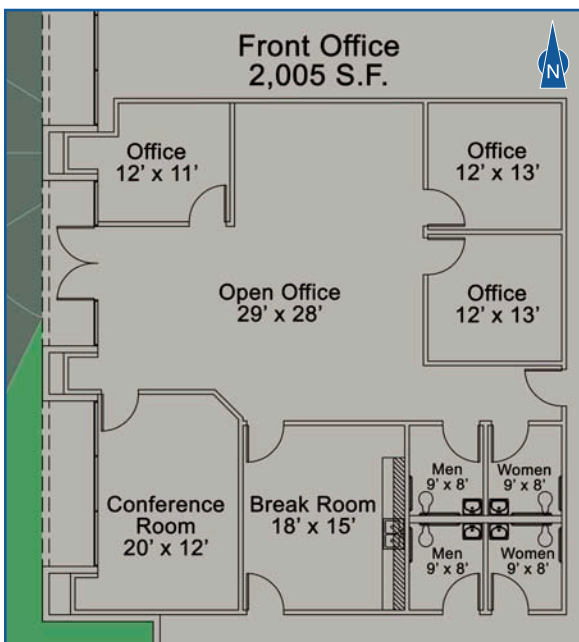 Front Office
2,005 S.F.
N
Office
12' x 11'
Office
12' x 13'
Open Office
29' x 28'
Office
12' x 13'
Conference
Room
20' x 12'
Break Room
18' x 15'
Men
9' x 8'
Women
9' x 8'
Men
9' x 8'
Women
9' x 8'